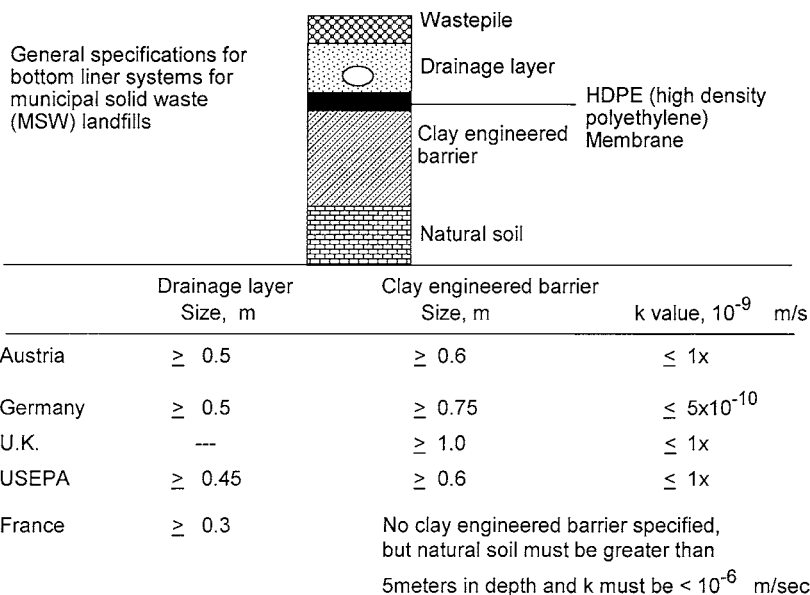 General specifications for
bottom liner systems for
municipal solid waste
(MSW) landfills
Wastepile
Drainage layer
HDPE (high density
polyethylene)
Membrane
Clay engineered
barrier
Natural soil
Drainage layer Clay engineered barrier
Size, m Size, m k value, 10⁻⁹ m/s
Austria ≥ 0.5 ≥ 0.6 ≤ 1x
Germany ≥ 0.5 ≥ 0.75 ≤ 5x10⁻¹⁰
U.K. --- ≥ 1.0 ≤ 1x
USEPA ≥ 0.45 ≥ 0.6 ≤ 1x
France ≥ 0.3 No clay engineered barrier specified,
but natural soil must be greater than
5meters in depth and k must be < 10⁻⁶ m/sec